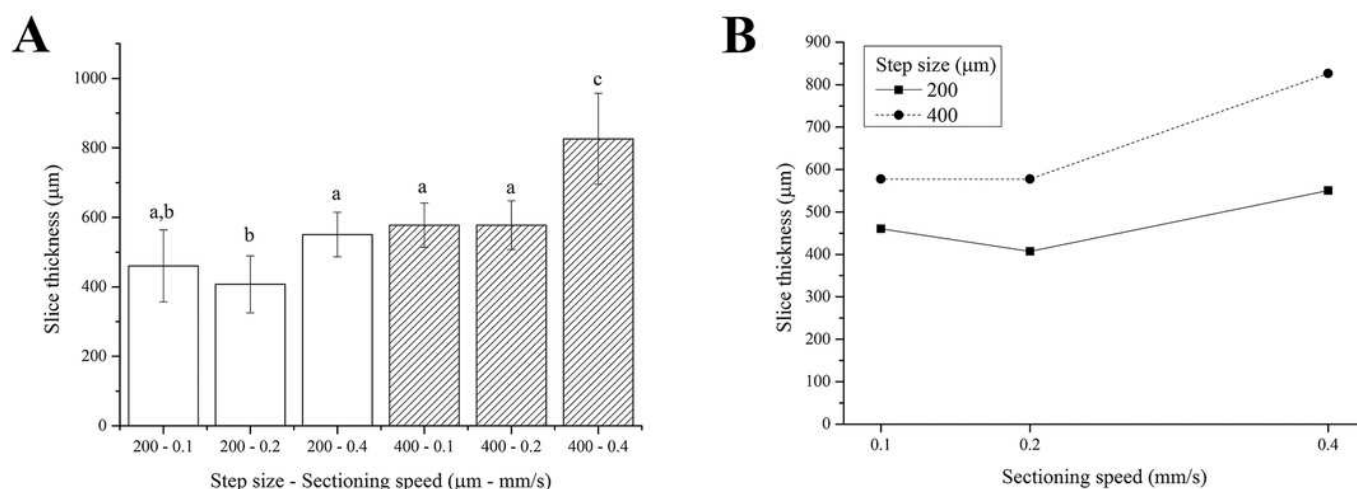 A
Slice thickness (µm)
1000
800
600
400
200
0
a,b
b
a
a
a
c
200 - 0.1
200 - 0.2
200 - 0.4
400 - 0.1
400 - 0.2
400 - 0.4
Step size - Sectioning speed (µm - mm/s)
B
Slice thickness (µm)
900
800
700
600
500
400
300
200
100
0
Step size (µm)
200
400
0.1
0.2
0.4
Sectioning speed (mm/s)